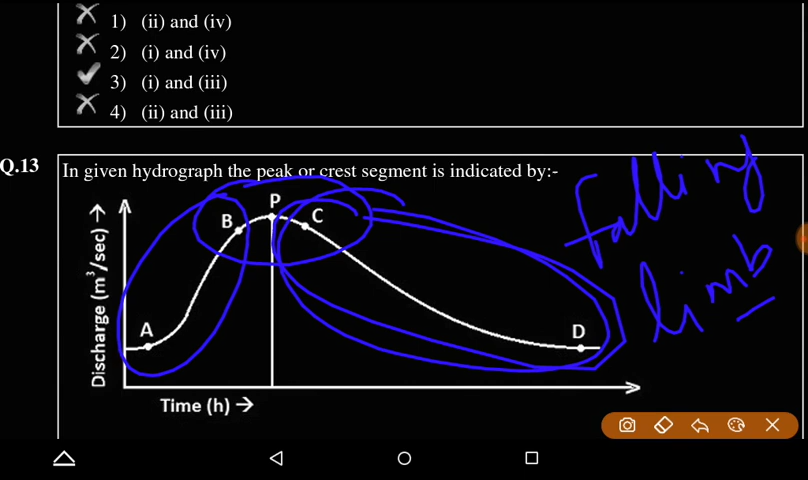 1) (ii) and (iv)
2) (i) and (iv)
3) (i) and (iii)
4) (ii) and (iii)
Q.13 In given hydrograph the peak or crest segment is indicated by:-
Falling
limb
P
B
C
A
D
Discharge (m³/sec) →
Time (h) →